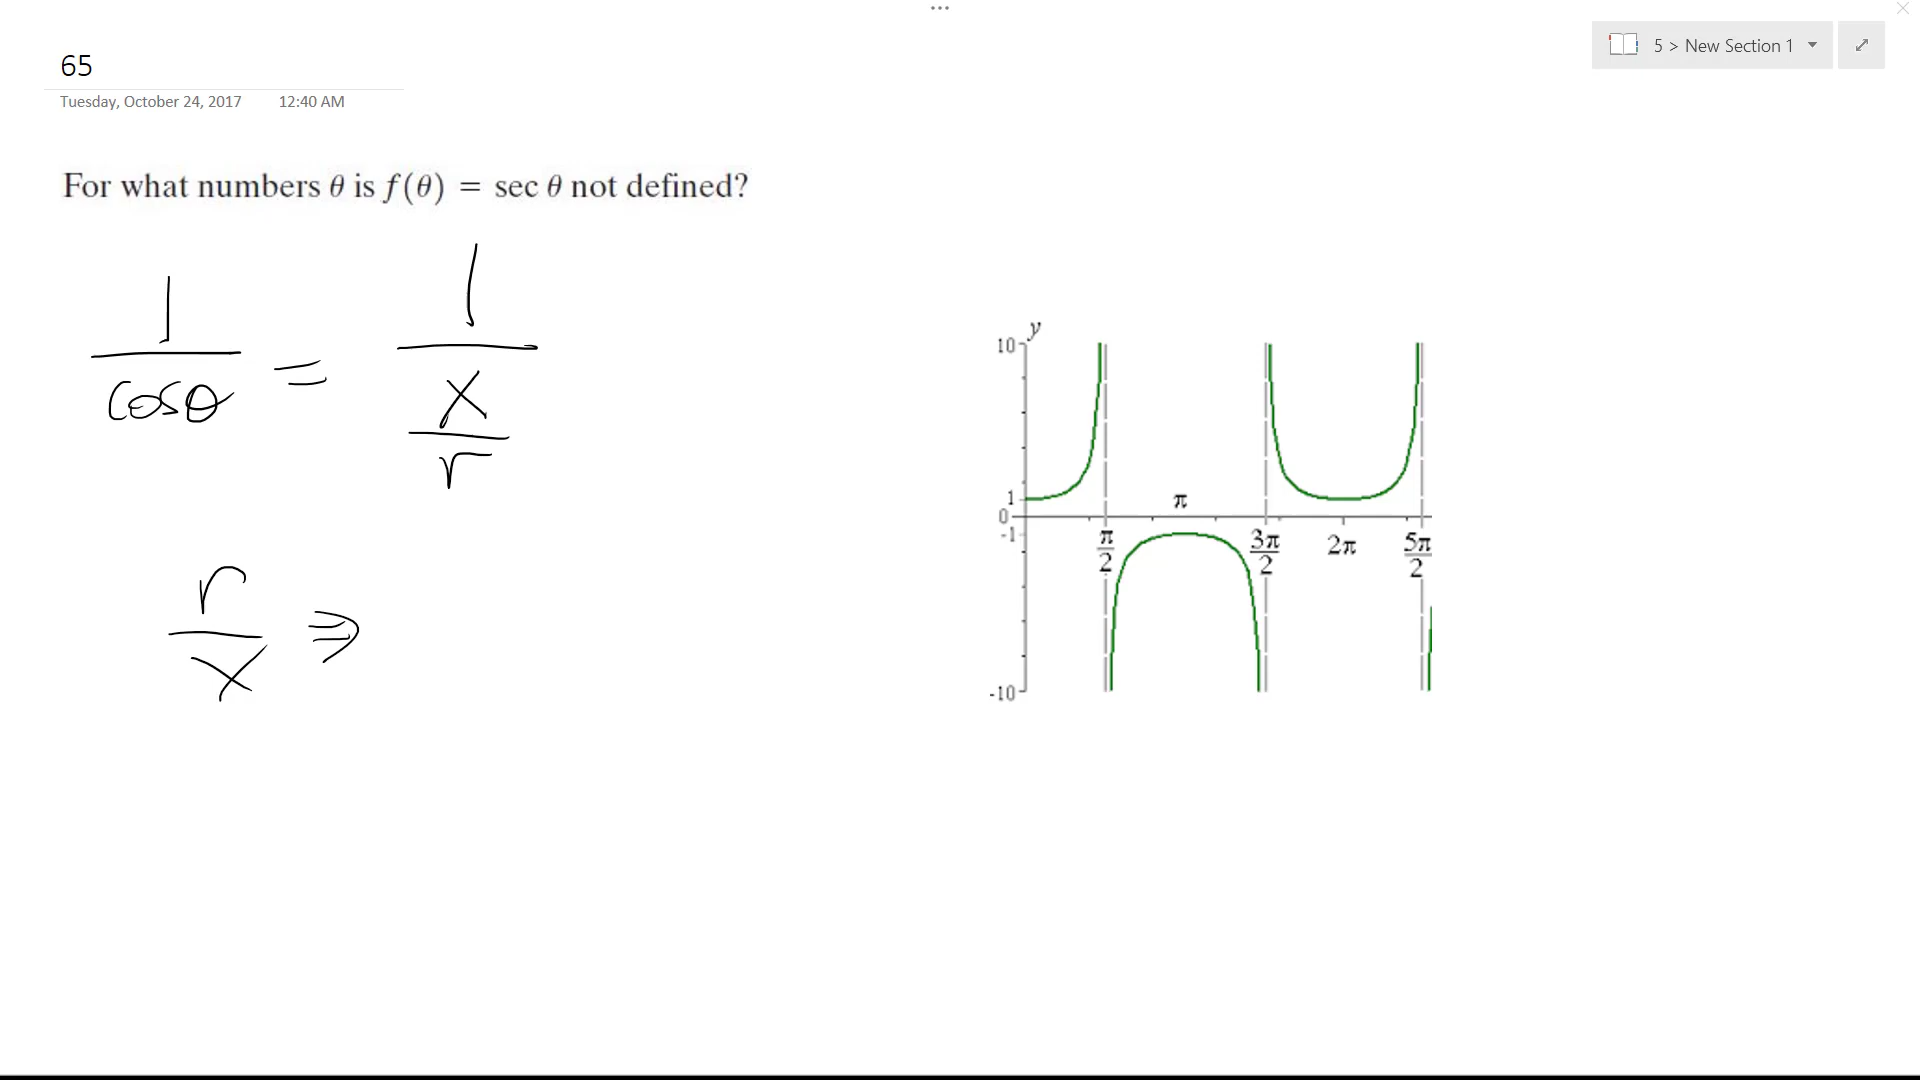 ...
5 > New Section 1
65
Tuesday, October 24, 2017 12:40 AM
For what numbers θ is f(θ) = sec θ not defined?
1
cosθ
=
1
x
r
r
x
⇒
y
10
1
0
-1
-10
π
π
2
3π
2
2π
5π
2